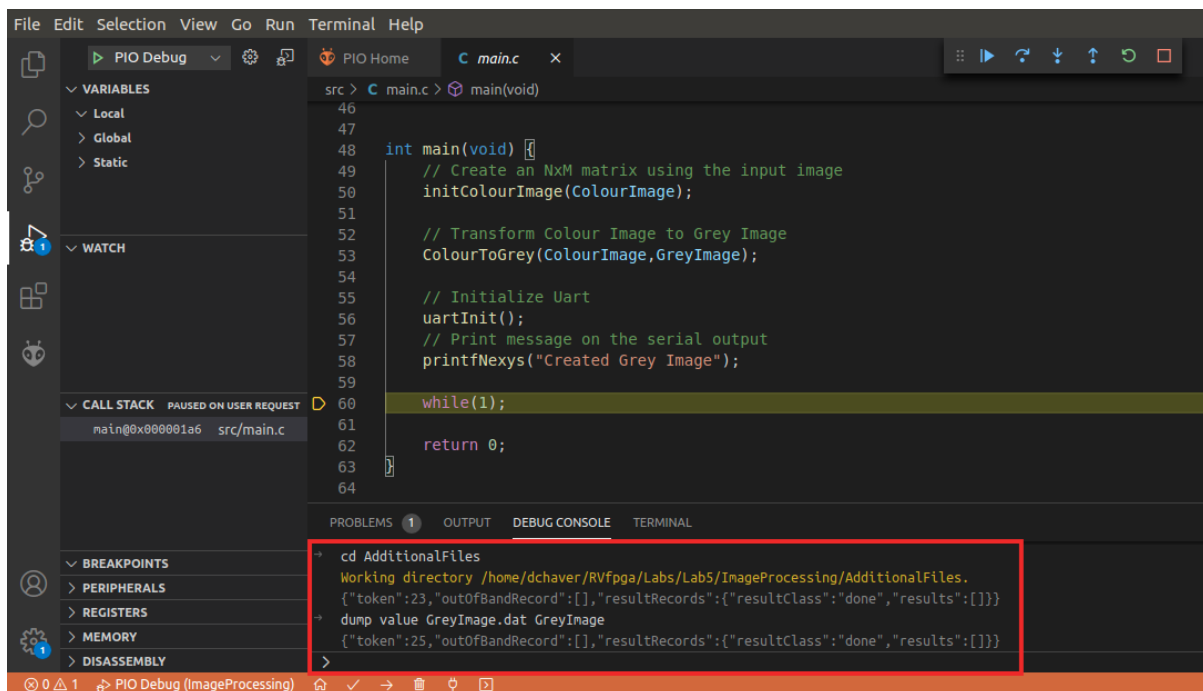 File Edit Selection View Go Run Terminal Help
PIO Debug
PIO Home
C main.c
VARIABLES
Local
Global
Static
1
WATCH
CALL STACK PAUSED ON USER REQUEST
main@0x000001a6 src/main.c
BREAKPOINTS
PERIPHERALS
REGISTERS
MEMORY
DISASSEMBLY
1
src > C main.c > main(void)
46
47
48 int main(void) {
49 // Create an NxM matrix using the input image
50 initColourImage(ColourImage);
51
52 // Transform Colour Image to Grey Image
53 ColourToGrey(ColourImage,GreyImage);
54
55 // Initialize Uart
56 uartInit();
57 // Print message on the serial output
58 printfNexys("Created Grey Image");
59
60 while(1);
61
62 return 0;
63 }
64
PROBLEMS 1 OUTPUT DEBUG CONSOLE TERMINAL
→ cd AdditionalFiles
Working directory /home/dchaver/RVfpga/Labs/Lab5/ImageProcessing/AdditionalFiles.
{"token":23,"outOfBandRecord":[],"resultRecords":{"resultClass":"done","results":[]}}
→ dump value GreyImage.dat GreyImage
{"token":25,"outOfBandRecord":[],"resultRecords":{"resultClass":"done","results":[]}}
>
0 1 PIO Debug (ImageProcessing)